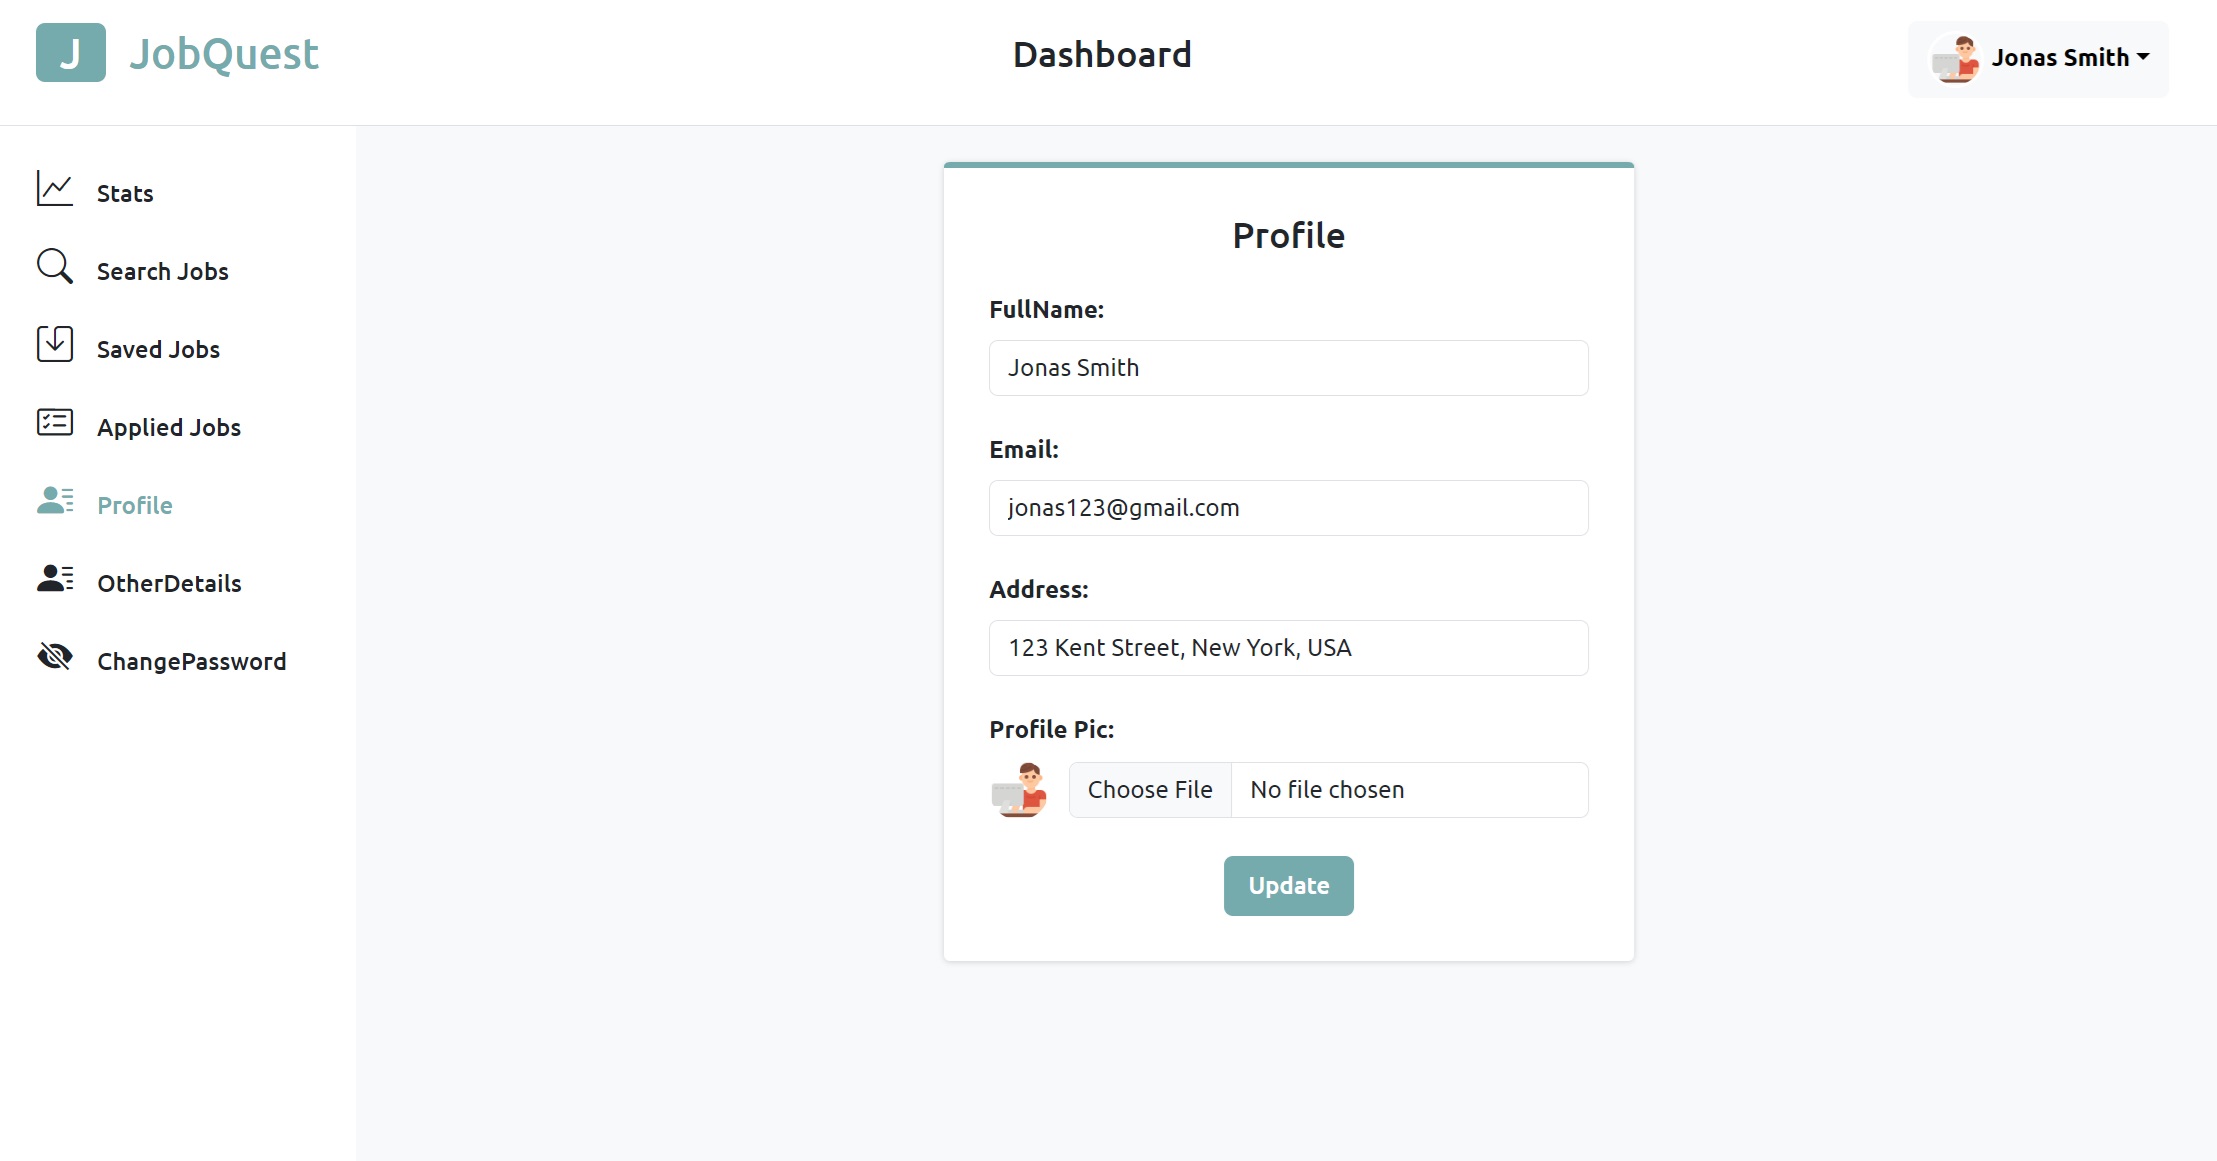 J JobQuest
Dashboard
Jonas Smith
Stats
Search Jobs
Saved Jobs
Applied Jobs
Profile
OtherDetails
ChangePassword
Profile
FullName:
Jonas Smith
Email:
jonas123@gmail.com
Address:
123 Kent Street, New York, USA
Profile Pic:
Choose File No file chosen
Update